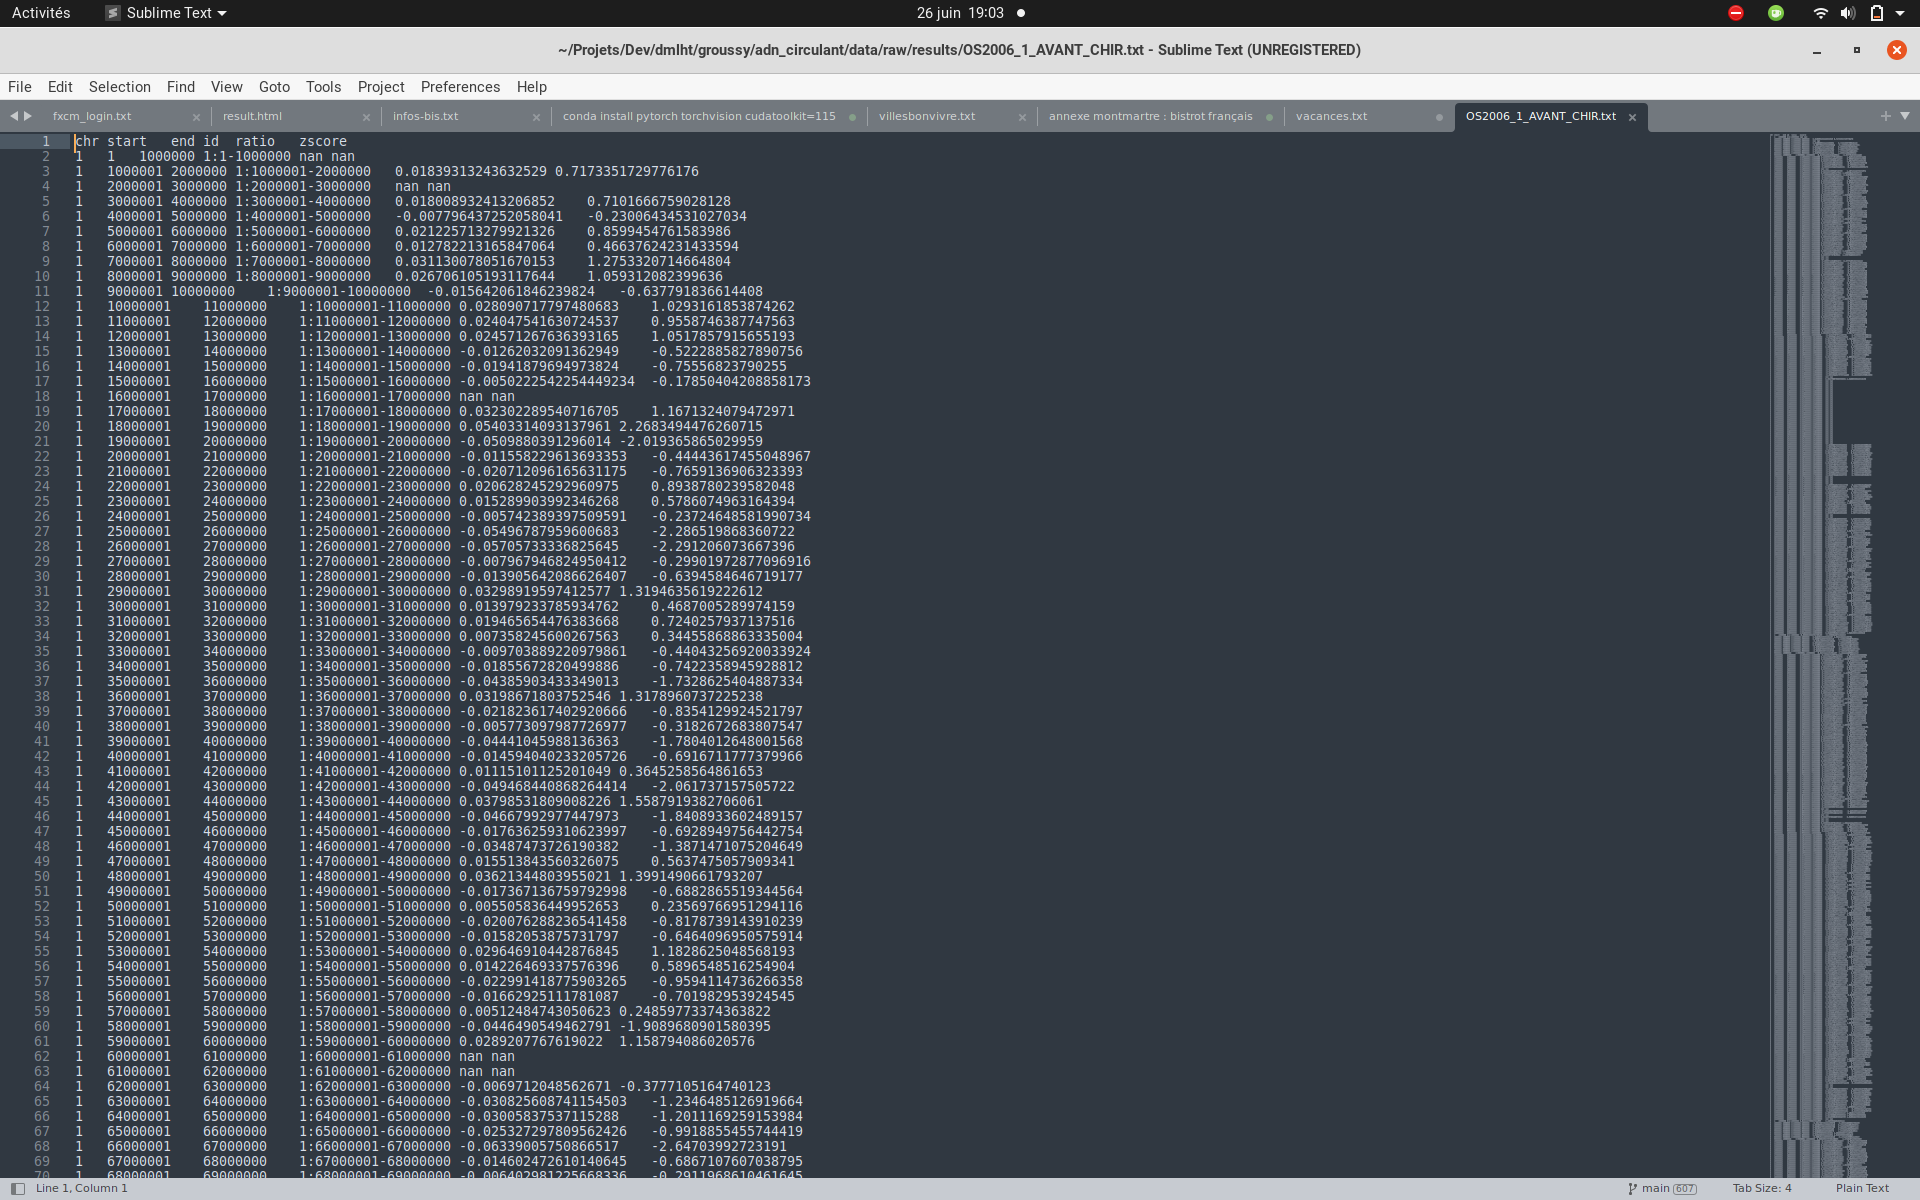 Activités Sublime Text 26 juin 19:03
~/Projets/Dev/dmlht/groussy/adn_circulant/data/raw/results/OS2006_1_AVANT_CHIR.txt - Sublime Text (UNREGISTERED)
File Edit Selection Find View Goto Tools Project Preferences Help
fxcm_login.txt result.html infos-bis.txt conda install pytorch torchvision cudatoolkit=115 villesbonvivre.txt annexe montmartre : bistrot français vacances.txt OS2006_1_AVANT_CHIR.txt
1 chr start end id ratio zscore
2 1 1 1000000 1:1-1000000 nan nan
3 1 1000001 2000000 1:1000001-2000000 0.01839313243632529 0.7173351729776176
4 1 2000001 3000000 1:2000001-3000000 nan nan
5 1 3000001 4000000 1:3000001-4000000 0.018008932413206852 0.7101666759028128
6 1 4000001 5000000 1:4000001-5000000 -0.007796437252058041 -0.23006434531027034
7 1 5000001 6000000 1:5000001-6000000 0.021225713279921326 0.8599454761583986
8 1 6000001 7000000 1:6000001-7000000 0.012782213165847064 0.46637624231433594
9 1 7000001 8000000 1:7000001-8000000 0.031130078051670153 1.2753320714664804
10 1 8000001 9000000 1:8000001-9000000 0.026706105193117644 1.059312082399636
11 1 9000001 10000000 1:9000001-10000000 -0.015642061846239824 -0.637791836614408
12 1 10000001 11000000 1:10000001-11000000 0.028090717797480683 1.0293161853874262
13 1 11000001 12000000 1:11000001-12000000 0.024047541630724537 0.9558746387747563
14 1 12000001 13000000 1:12000001-13000000 0.024571267636393165 1.0517857915655193
15 1 13000001 14000000 1:13000001-14000000 -0.01262032091362949 -0.5222885827890756
16 1 14000001 15000000 1:14000001-15000000 -0.01941879694973824 -0.75556823790255
17 1 15000001 16000000 1:15000001-16000000 -0.0050222542254449234 -0.17850404208858173
18 1 16000001 17000000 1:16000001-17000000 nan nan
19 1 17000001 18000000 1:17000001-18000000 0.032302289540716705 1.1671324079472971
20 1 18000001 19000000 1:18000001-19000000 0.05403314093137961 2.2683494476260715
21 1 19000001 20000000 1:19000001-20000000 -0.0509880391296014 -2.019365865029959
22 1 20000001 21000000 1:20000001-21000000 -0.011558229613693353 -0.44443617455048967
23 1 21000001 22000000 1:21000001-22000000 -0.020712096165631175 -0.7659136906323393
24 1 22000001 23000000 1:22000001-23000000 0.020628245292960975 0.8938780239582048
25 1 23000001 24000000 1:23000001-24000000 0.015289903992346268 0.5786074963164394
26 1 24000001 25000000 1:24000001-25000000 -0.005742389397509591 -0.23724648581990734
27 1 25000001 26000000 1:25000001-26000000 -0.05496787959600683 -2.286519868360722
28 1 26000001 27000000 1:26000001-27000000 -0.05705733336825645 -2.291206073667396
29 1 27000001 28000000 1:27000001-28000000 -0.007967946824950412 -0.29901972877096916
30 1 28000001 29000000 1:28000001-29000000 -0.013905642086626407 -0.6394584646719177
31 1 29000001 30000000 1:29000001-30000000 0.03298919597412577 1.3194635619222612
32 1 30000001 31000000 1:30000001-31000000 0.013979233785934762 0.4687005289974159
33 1 31000001 32000000 1:31000001-32000000 0.019465654476383668 0.7240257937137516
34 1 32000001 33000000 1:32000001-33000000 0.007358245600267563 0.34455868863335004
35 1 33000001 34000000 1:33000001-34000000 -0.009703889220979861 -0.44043256920033924
36 1 34000001 35000000 1:34000001-35000000 -0.01855672820499886 -0.7422358945928812
37 1 35000001 36000000 1:35000001-36000000 -0.04385903433349013 -1.7328625404887334
38 1 36000001 37000000 1:36000001-37000000 0.03198671803752546 1.3178960737225238
39 1 37000001 38000000 1:37000001-38000000 -0.021823617402920666 -0.8354129924521797
40 1 38000001 39000000 1:38000001-39000000 -0.005773097987726977 -0.3182672683807547
41 1 39000001 40000000 1:39000001-40000000 -0.04441045988136363 -1.7804012648001568
42 1 40000001 41000000 1:40000001-41000000 -0.014594040233205726 -0.6916711777379966
43 1 41000001 42000000 1:41000001-42000000 0.01115101125201049 0.3645258564861653
44 1 42000001 43000000 1:42000001-43000000 -0.049468440868264414 -2.061737157505722
45 1 43000001 44000000 1:43000001-44000000 0.03798531809008226 1.5587919382706061
46 1 44000001 45000000 1:44000001-45000000 -0.04667992977447973 -1.8408933602489157
47 1 45000001 46000000 1:45000001-46000000 -0.017636259310623997 -0.6928949756442754
48 1 46000001 47000000 1:46000001-47000000 -0.03487473726190382 -1.3871471075204649
49 1 47000001 48000000 1:47000001-48000000 0.015513843560326075 0.5637475057909341
50 1 48000001 49000000 1:48000001-49000000 0.03621344803955021 1.3991490661793207
51 1 49000001 50000000 1:49000001-50000000 -0.017367136759792998 -0.6882865519344564
52 1 50000001 51000000 1:50000001-51000000 0.005505836449952653 0.23569766951294116
53 1 51000001 52000000 1:51000001-52000000 -0.020076288236541458 -0.8178739143910239
54 1 52000001 53000000 1:52000001-53000000 -0.01582053875731797 -0.6464096950575914
55 1 53000001 54000000 1:53000001-54000000 0.029646910442876845 1.1828625048568193
56 1 54000001 55000000 1:54000001-55000000 0.014226469337576396 0.5896548516254904
57 1 55000001 56000000 1:55000001-56000000 -0.022991418775903265 -0.9594114736266358
58 1 56000001 57000000 1:56000001-57000000 -0.01662925111781087 -0.701982953924545
59 1 57000001 58000000 1:57000001-58000000 0.00512484743050623 0.24859773374363822
60 1 58000001 59000000 1:58000001-59000000 -0.0446490549462791 -1.9089680901580395
61 1 59000001 60000000 1:59000001-60000000 0.0289207767619022 1.158794086020576
62 1 60000001 61000000 1:60000001-61000000 nan nan
63 1 61000001 62000000 1:61000001-62000000 nan nan
64 1 62000001 63000000 1:62000001-63000000 -0.0069712048562671 -0.3777105164740123
65 1 63000001 64000000 1:63000001-64000000 -0.030825608741154503 -1.2346485126919664
66 1 64000001 65000000 1:64000001-65000000 -0.03005837537115288 -1.2011169259153984
67 1 65000001 66000000 1:65000001-66000000 -0.025327297809562426 -0.9918855455744419
68 1 66000001 67000000 1:66000001-67000000 -0.06339005750866517 -2.64703992723191
69 1 67000001 68000000 1:67000001-68000000 -0.014602472610140645 -0.6867107607038795
70 1 68000001 69000000 1:68000001-69000000 -0.006402981225668336 -0.2911968610461645
Line 1, Column 1 main 607 Tab Size: 4 Plain Text